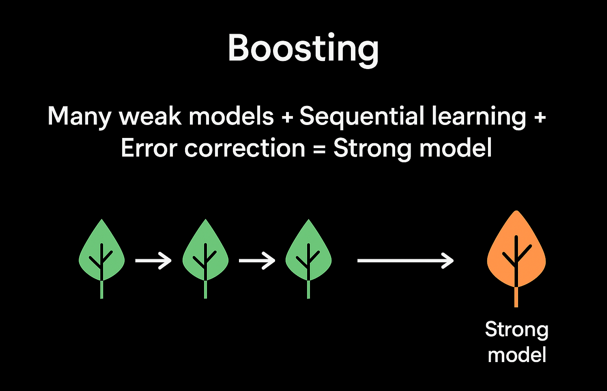 Boosting
Many weak models + Sequential learning +
Error correction = Strong model
Strong
model